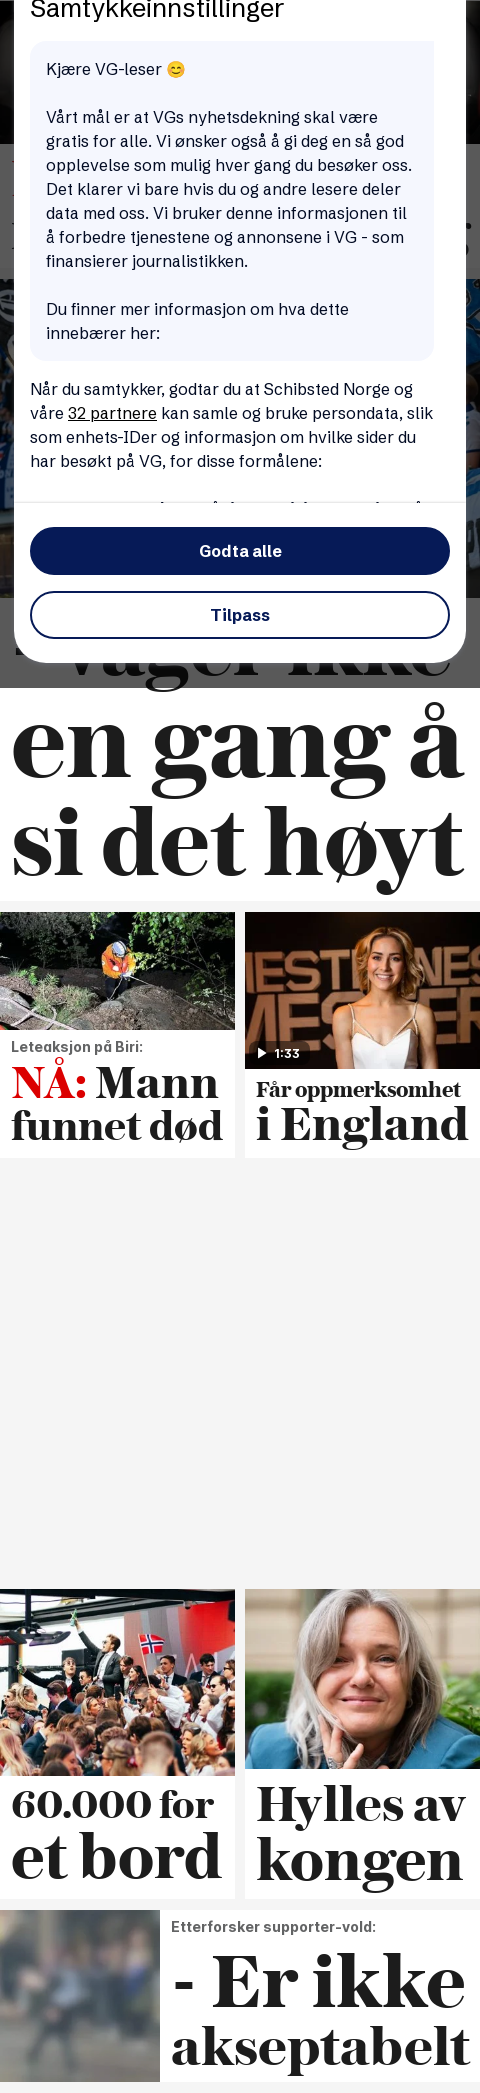 Samtykkeinnstillinger
Kjære VG-leser 😊
Vårt mål er at VGs nyhetsdekning skal være
gratis for alle. Vi ønsker også å gi deg en så god
opplevelse som mulig hver gang du besøker oss.
Det klarer vi bare hvis du og andre lesere deler
data med oss. Vi bruker denne informasjonen til
å forbedre tjenestene og annonsene i VG - som
finansierer journalistikken.
Du finner mer informasjon om hva dette
innebærer her:
Når du samtykker, godtar du at Schibsted Norge og
våre 32 partnere kan samle og bruke persondata, slik
som enhets-IDer og informasjon om hvilke sider du
har besøkt på VG, for disse formålene:
Godta alle
Tilpass
- Våger ikke
en gang å
si det høyt
1:33
Leteaksjon på Biri:
NÅ: Mann
funnet død
Får oppmerksomhet
i England
60.000 for
et bord
Hylles av
kongen
Etterforsker supporter-vold:
- Er ikke
akseptabelt